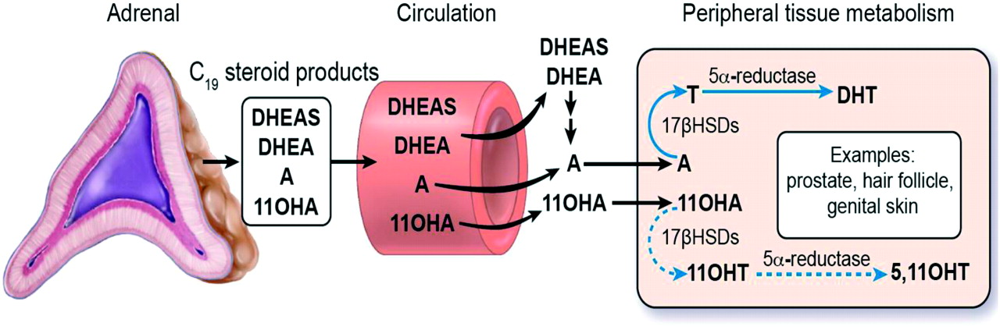 Adrenal
Circulation
Peripheral tissue metabolism
C₁₉ steroid products
DHEAS
DHEA
A
11OHA
DHEAS
DHEA
A
11OHA
DHEAS
DHEA
A
11OHA
T
5α-reductase
DHT
17βHSDs
A
11OHA
17βHSDs
11OHT
5α-reductase
5,11OHT
Examples:
prostate, hair follicle,
genital skin